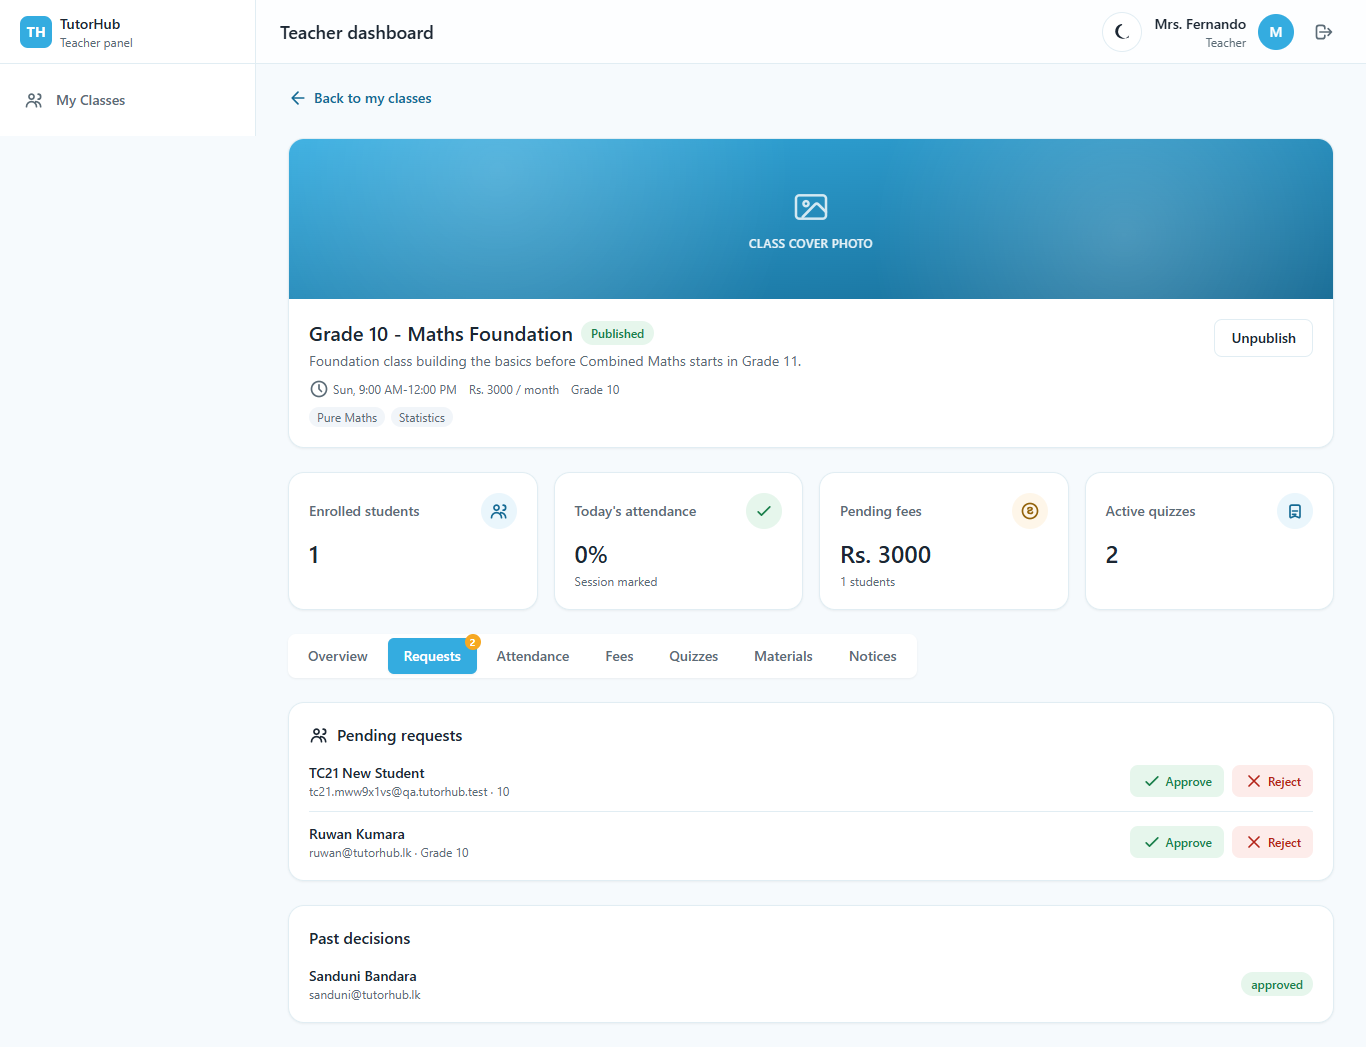 TH
TutorHub
Teacher panel
Teacher dashboard
Mrs. Fernando
Teacher
M
My Classes
Back to my classes
CLASS COVER PHOTO
Grade 10 - Maths Foundation
Published
Unpublish
Foundation class building the basics before Combined Maths starts in Grade 11.
Sun, 9:00 AM-12:00 PM Rs. 3000 / month Grade 10
Pure Maths Statistics
Enrolled students
1
Today's attendance
0%
Session marked
Pending fees
Rs. 3000
1 students
Active quizzes
2
Overview
Requests
2
Attendance
Fees
Quizzes
Materials
Notices
Pending requests
TC21 New Student
tc21.mww9x1vs@qa.tutorhub.test · 10
Approve
Reject
Ruwan Kumara
ruwan@tutorhub.lk · Grade 10
Approve
Reject
Past decisions
Sanduni Bandara
sanduni@tutorhub.lk
approved